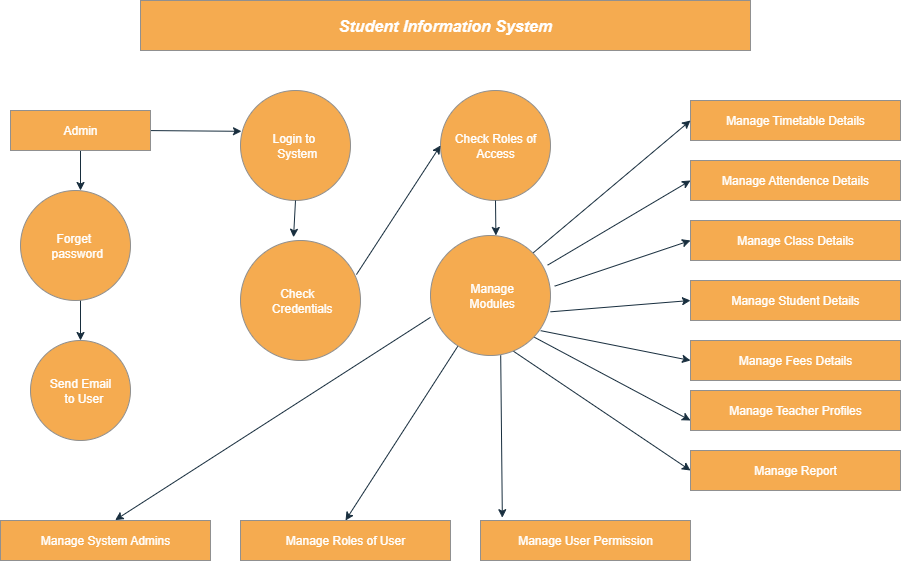 Student Information System
Admin
Login to
System
Check Roles of
Access
Manage Timetable Details
Manage Attendence Details
Forget
password
Manage Class Details
Check
Credentials
Manage
Modules
Manage Student Details
Manage Fees Details
Send Email
to User
Manage Teacher Profiles
Manage Report
Manage System Admins
Manage Roles of User
Manage User Permission